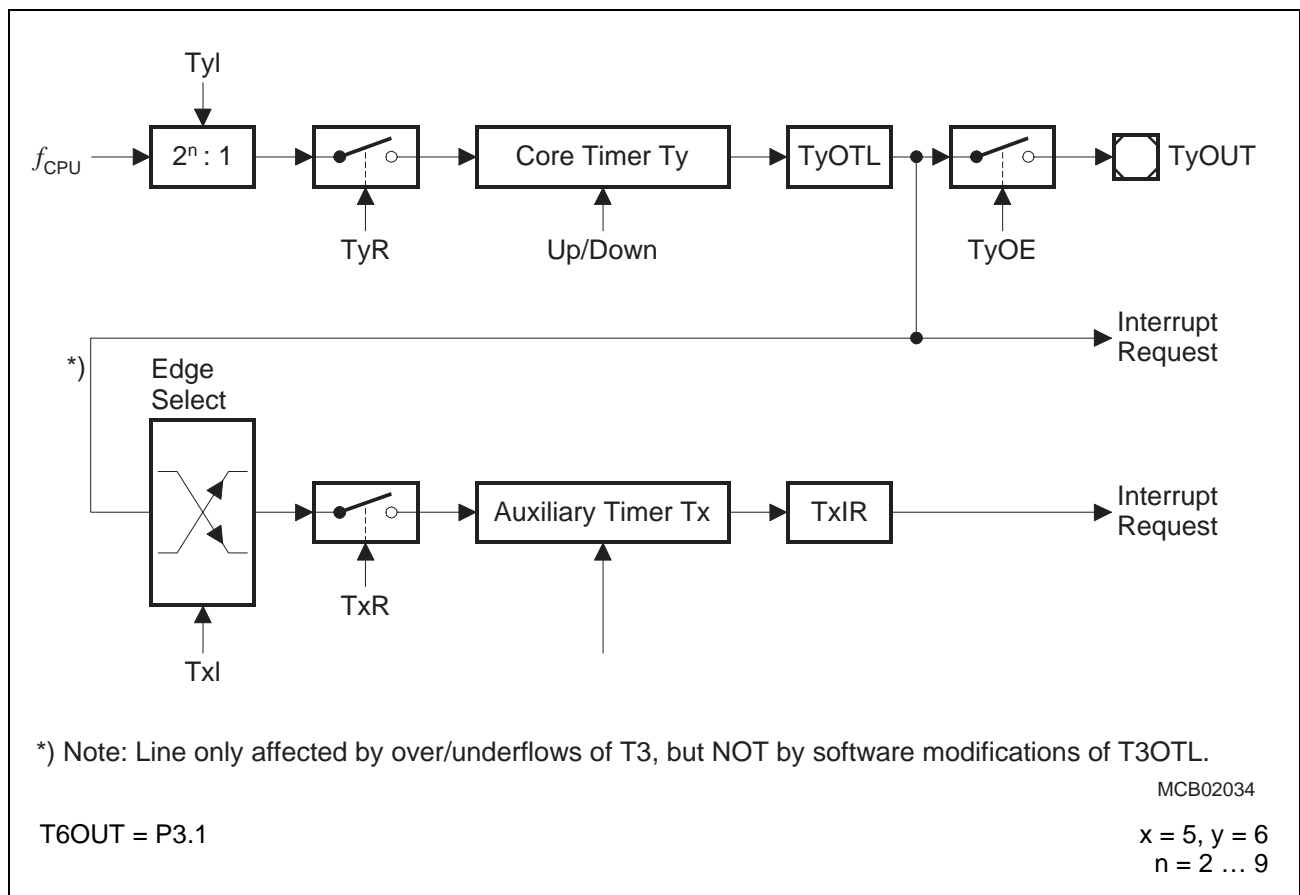 TyI
fCPU
2ⁿ : 1
Core Timer Ty
TyOTL
TyOUT
TyR
Up/Down
TyOE
Interrupt
Request
*)
Edge
Select
Auxiliary Timer Tx
TxIR
Interrupt
Request
TxR
TxI
*) Note: Line only affected by over/underflows of T3, but NOT by software modifications of T3OTL.
MCB02034
T6OUT = P3.1
x = 5, y = 6
n = 2 … 9